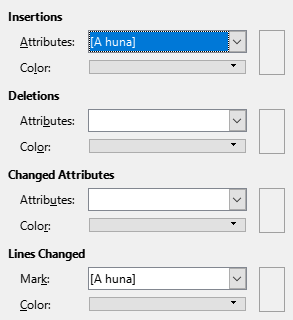 Insertions
Attributes: [A huna]
Color:
Deletions
Attributes:
Color:
Changed Attributes
Attributes:
Color:
Lines Changed
Mark: [A huna]
Color: